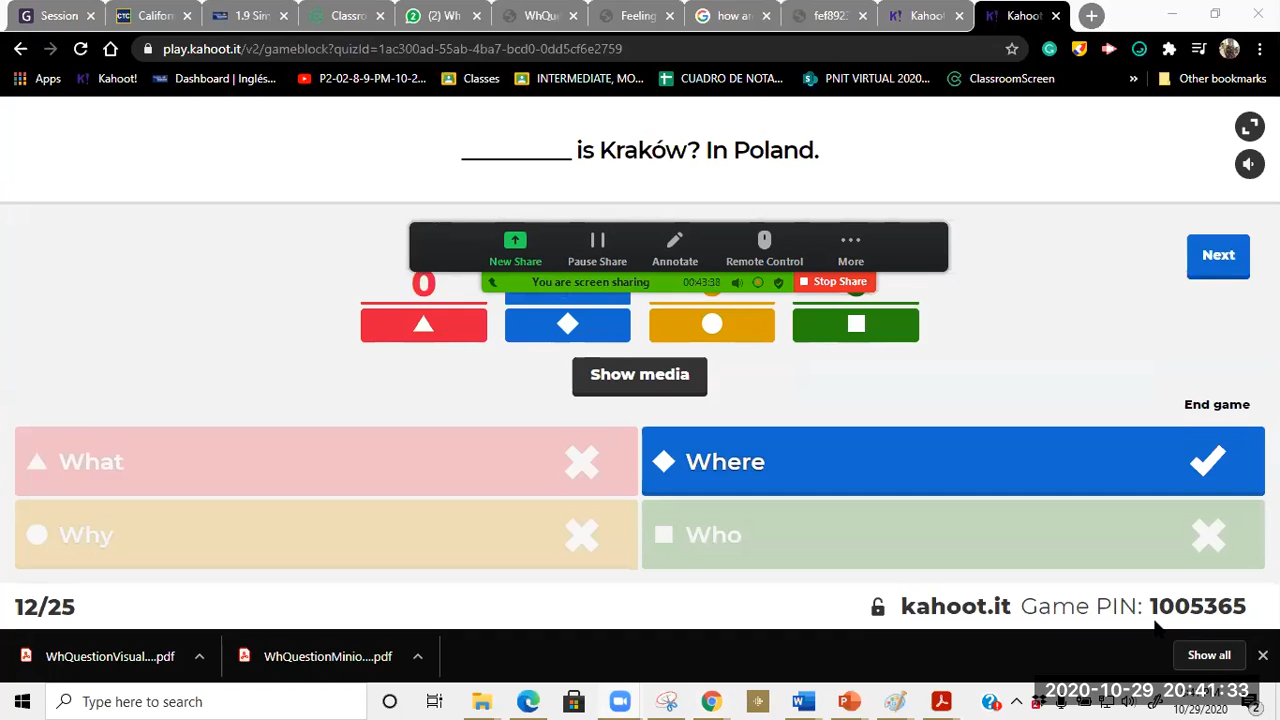 Session
Californ
1.9 Sim
Classro
(2) Wh
WhQu
Feeling
how an
fef892
Kahoot
Kahoot
play.kahoot.it/v2/gameblock?quizId=1ac300ad-55ab-4ba7-bcd0-0dd5cf6e2759
Apps
Kahoot!
Dashboard | Inglés...
P2-02-8-9-PM-10-2...
Classes
INTERMEDIATE, MO...
CUADRO DE NOTA...
PNIT VIRTUAL 2020...
ClassroomScreen
»
Other bookmarks
_________ is Kraków? In Poland.
New Share
Pause Share
Annotate
Remote Control
More
You are screen sharing
00:43:38
Stop Share
Next
0
Show media
End game
What
Where
Why
Who
12/25
kahoot.it Game PIN: 1005365
WhQuestionVisual....pdf
WhQuestionMinio....pdf
Show all
Type here to search
2020-10-29 20:41:33
10/29/2020